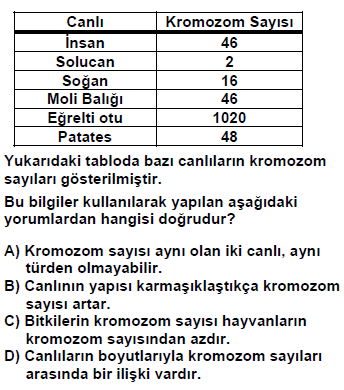 Canlı Kromozom Sayısı
İnsan 46
Solucan 2
Soğan 16
Moli Balığı 46
Eğrelti otu 1020
Patates 48
Yukarıdaki tabloda bazı canlıların kromozom
sayıları gösterilmiştir.
Bu bilgiler kullanılarak yapılan aşağıdaki
yorumlardan hangisi doğrudur?
A) Kromozom sayısı aynı olan iki canlı, aynı
türden olmayabilir.
B) Canlının yapısı karmaşıklaştıkça kromozom
sayısı artar.
C) Bitkilerin kromozom sayısı hayvanların
kromozom sayısından azdır.
D) Canlıların boyutlarıyla kromozom sayıları
arasında bir ilişki vardır.